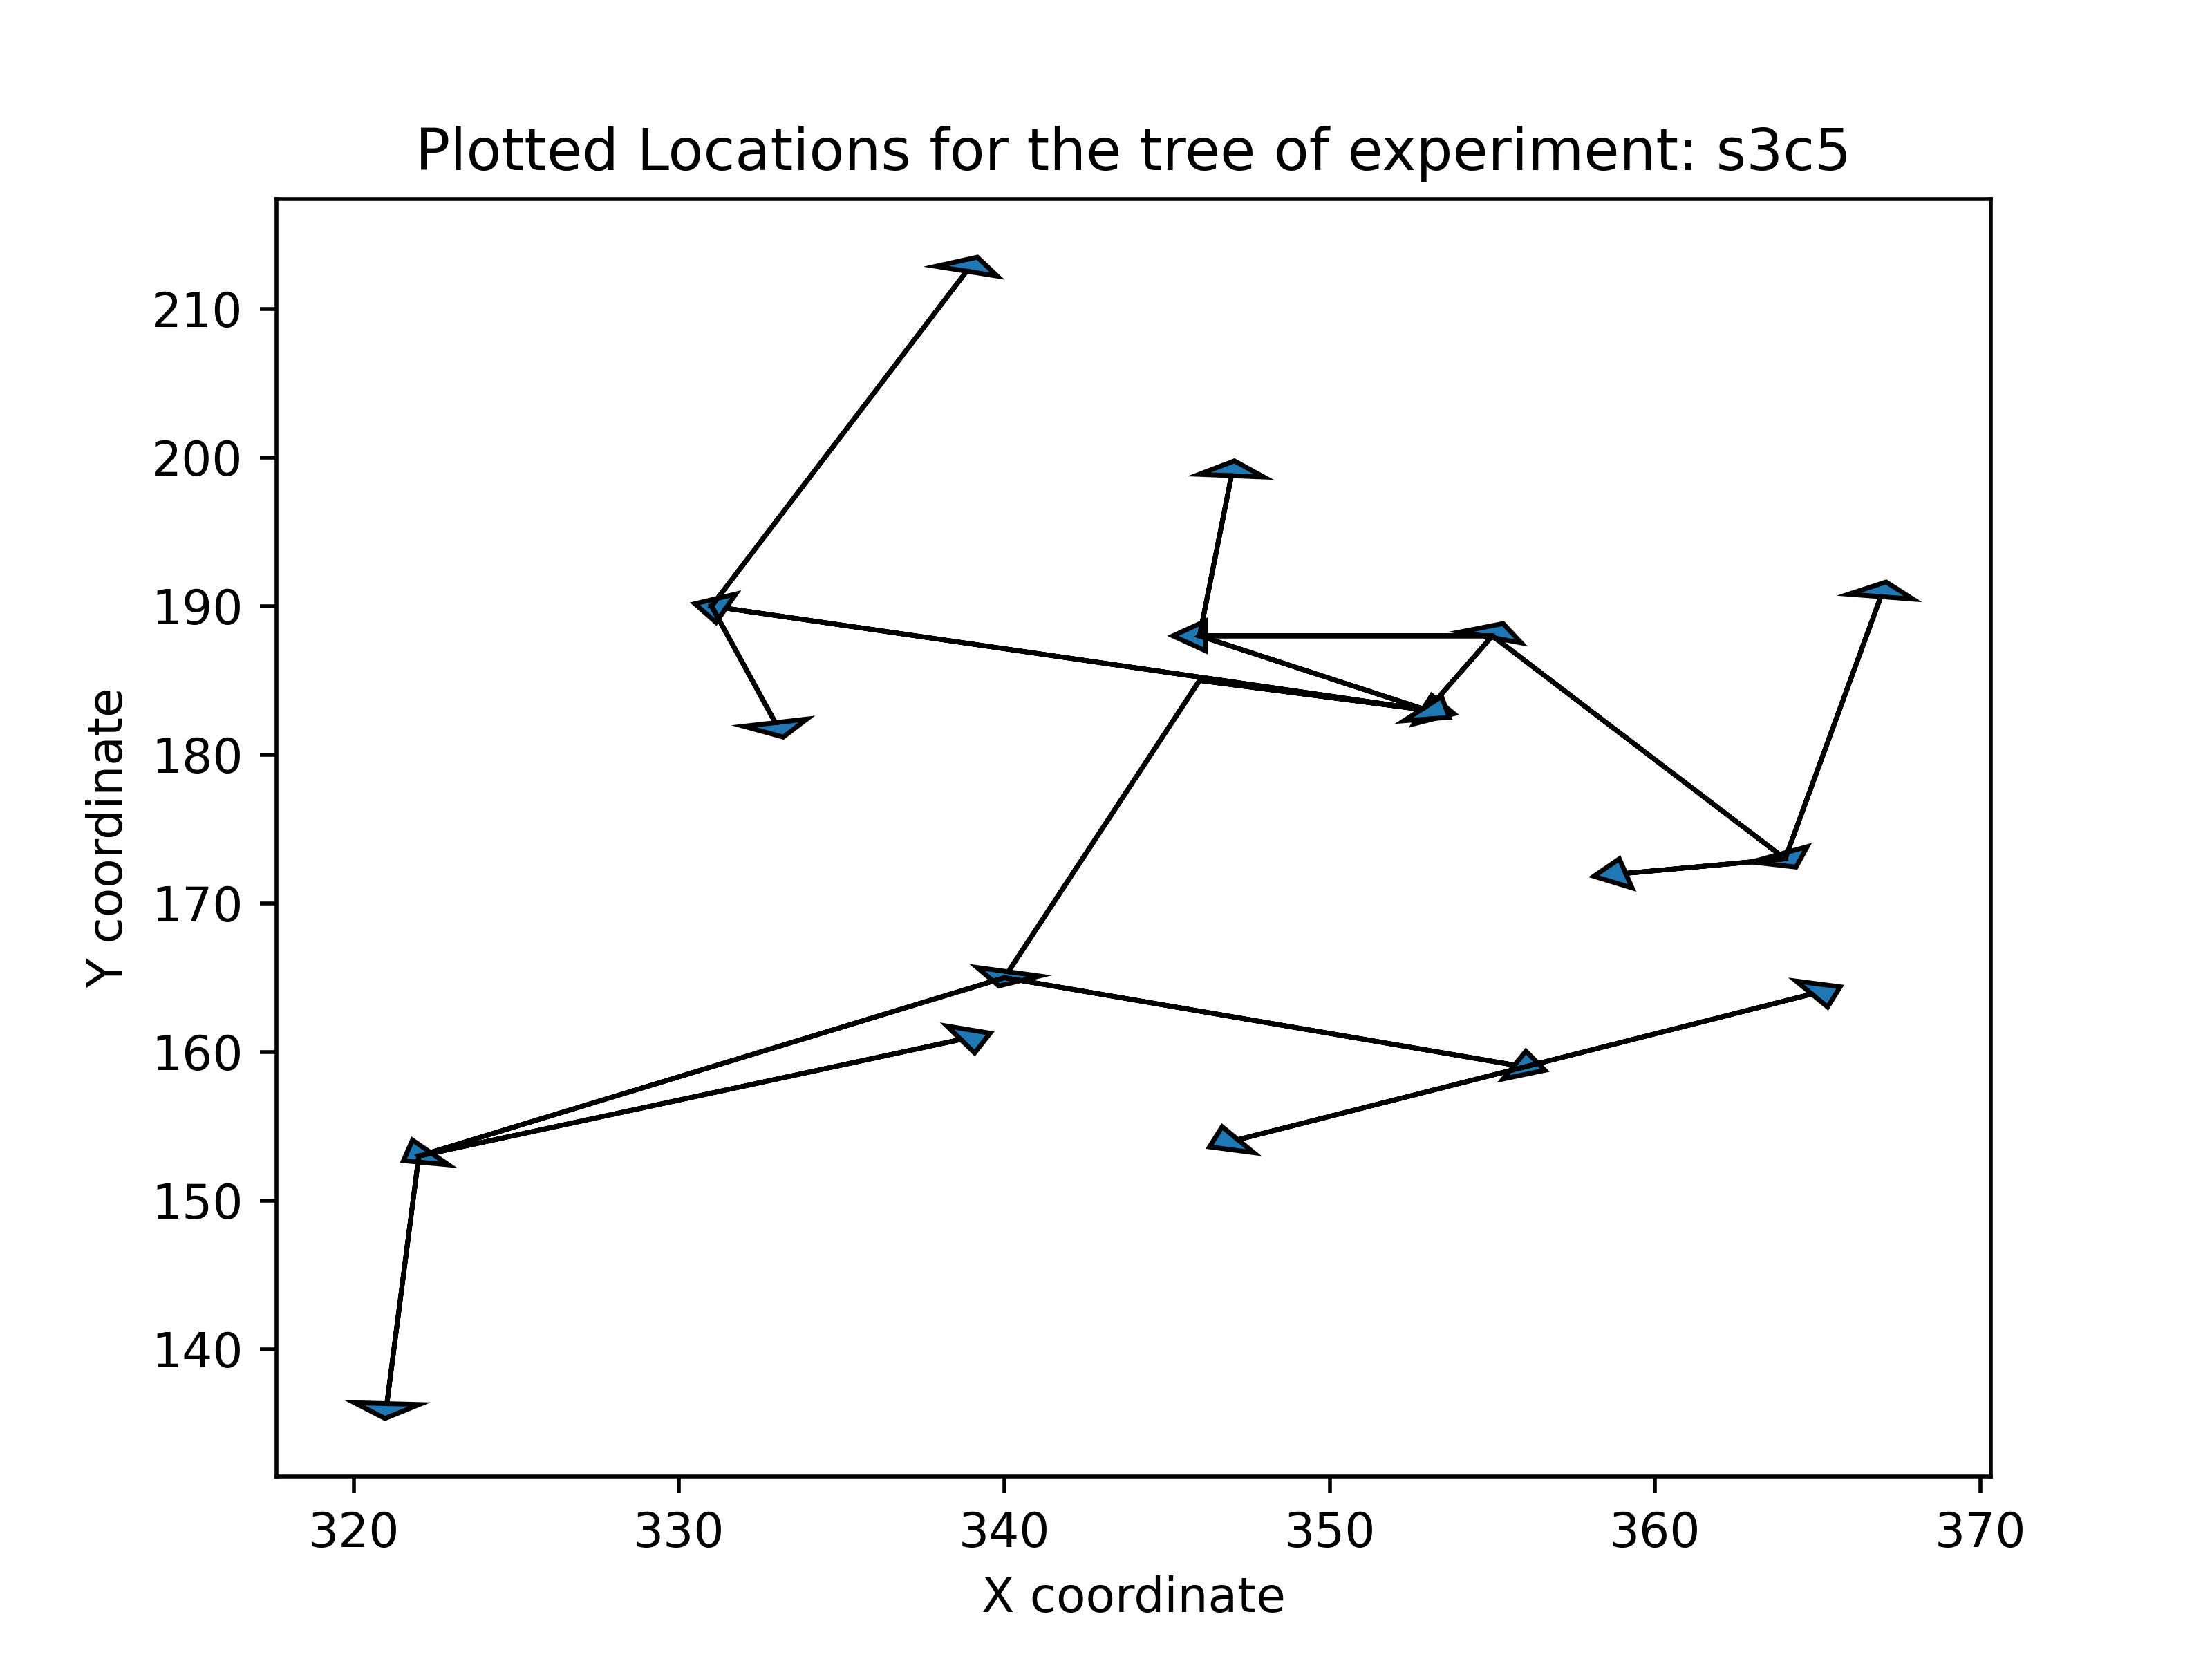 Plotted Locations for the tree of experiment: s3c5
210
200
190
180
170
160
150
140
Y coordinate
320 330 340 350 360 370
X coordinate